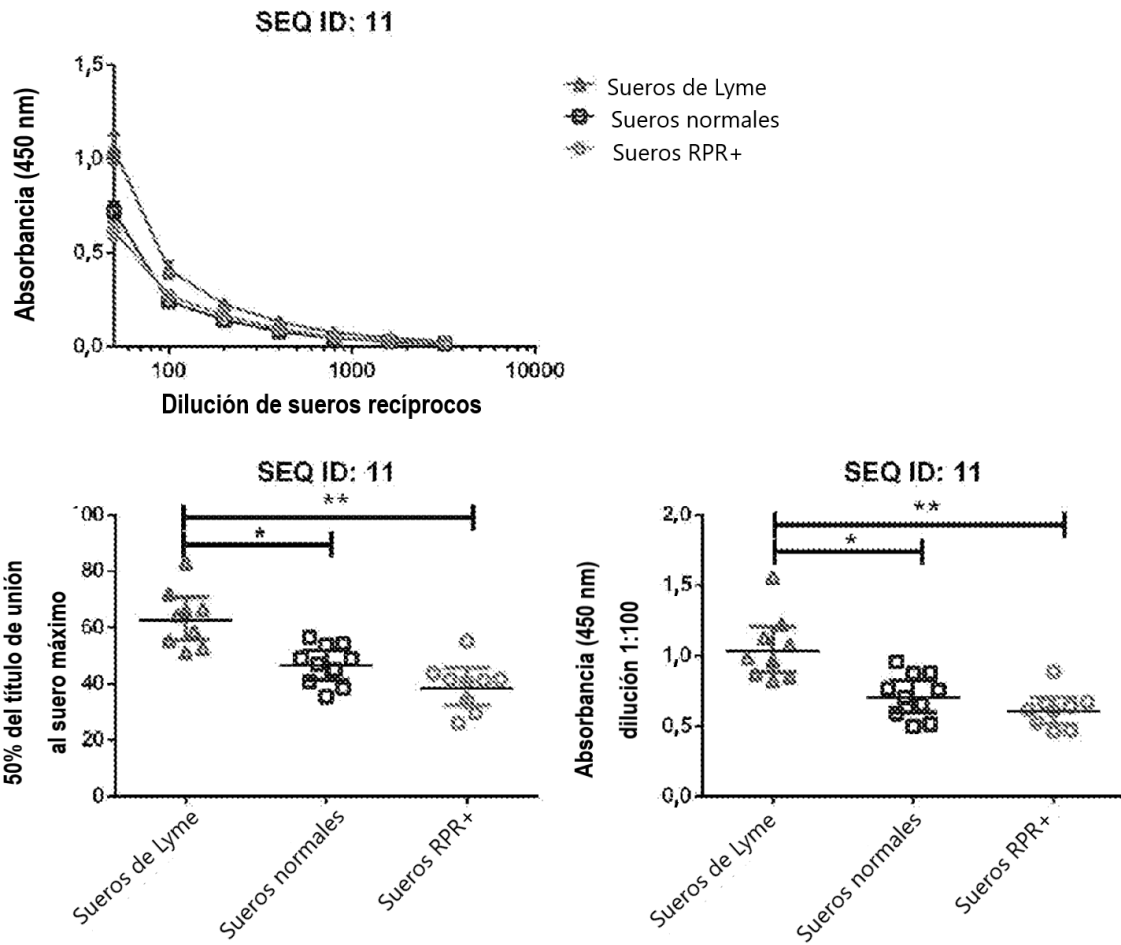 SEQ ID: 11
Absorbancia (450 nm)
1,5
1,0
0,5
0,0
100
1000
10000
Dilución de sueros recíprocos
Sueros de Lyme
Sueros normales
Sueros RPR+
SEQ ID: 11
50% del título de unión
al suero máximo
100
80
60
40
20
0
**
*
Sueros de Lyme
Sueros normales
Sueros RPR+
SEQ ID: 11
Absorbancia (450 nm)
dilución 1:100
2,0
1,5
1,0
0,5
0,0
**
*
Sueros de Lyme
Sueros normales
Sueros RPR+